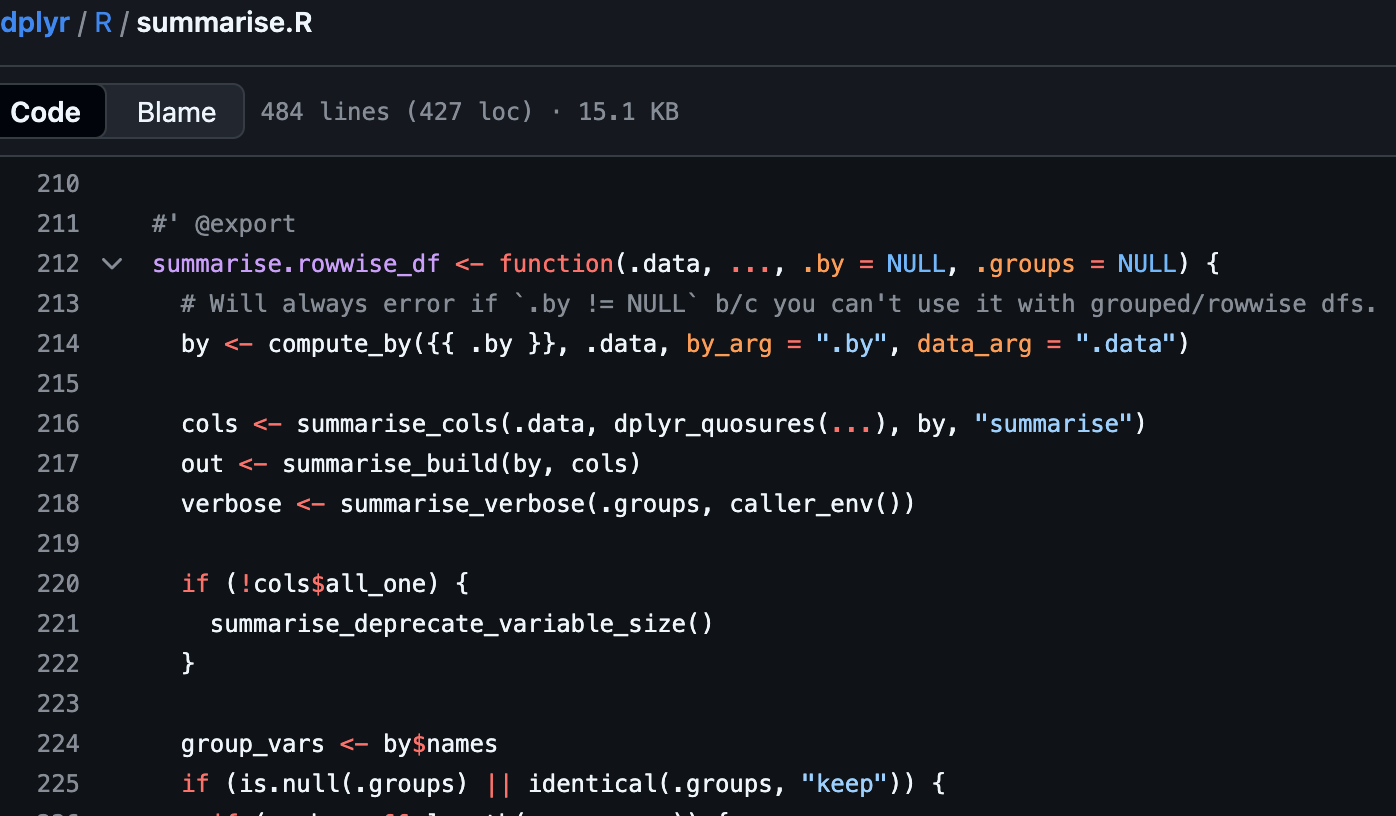 dplyr / R / summarise.R
Code Blame 484 lines (427 loc) · 15.1 KB
210
211 #' @export
212 summarise.rowwise_df <- function(.data, ..., .by = NULL, .groups = NULL) {
213 # Will always error if `.by != NULL` b/c you can't use it with grouped/rowwise dfs.
214 by <- compute_by({{ .by }}, .data, by_arg = ".by", data_arg = ".data")
215
216 cols <- summarise_cols(.data, dplyr_quosures(...), by, "summarise")
217 out <- summarise_build(by, cols)
218 verbose <- summarise_verbose(.groups, caller_env())
219
220 if (!cols$all_one) {
221 summarise_deprecate_variable_size()
222 }
223
224 group_vars <- by$names
225 if (is.null(.groups) || identical(.groups, "keep")) {